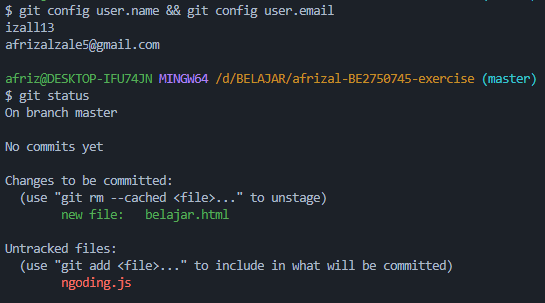 $ git config user.name && git config user.email
izall13
afrizalzale5@gmail.com
afriz@DESKTOP-IFU74JN MINGW64 /d/BELAJAR/afrizal-BE2750745-exercise (master)
$ git status
On branch master
No commits yet
Changes to be committed:
  (use "git rm --cached <file>..." to unstage)
        new file:   belajar.html
Untracked files:
  (use "git add <file>..." to include in what will be committed)
        ngoding.js